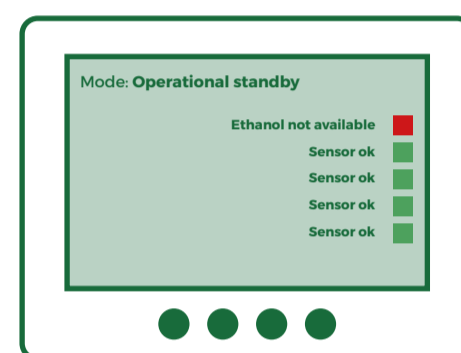 Mode: Operational standby
Ethanol not available
Sensor ok
Sensor ok
Sensor ok
Sensor ok